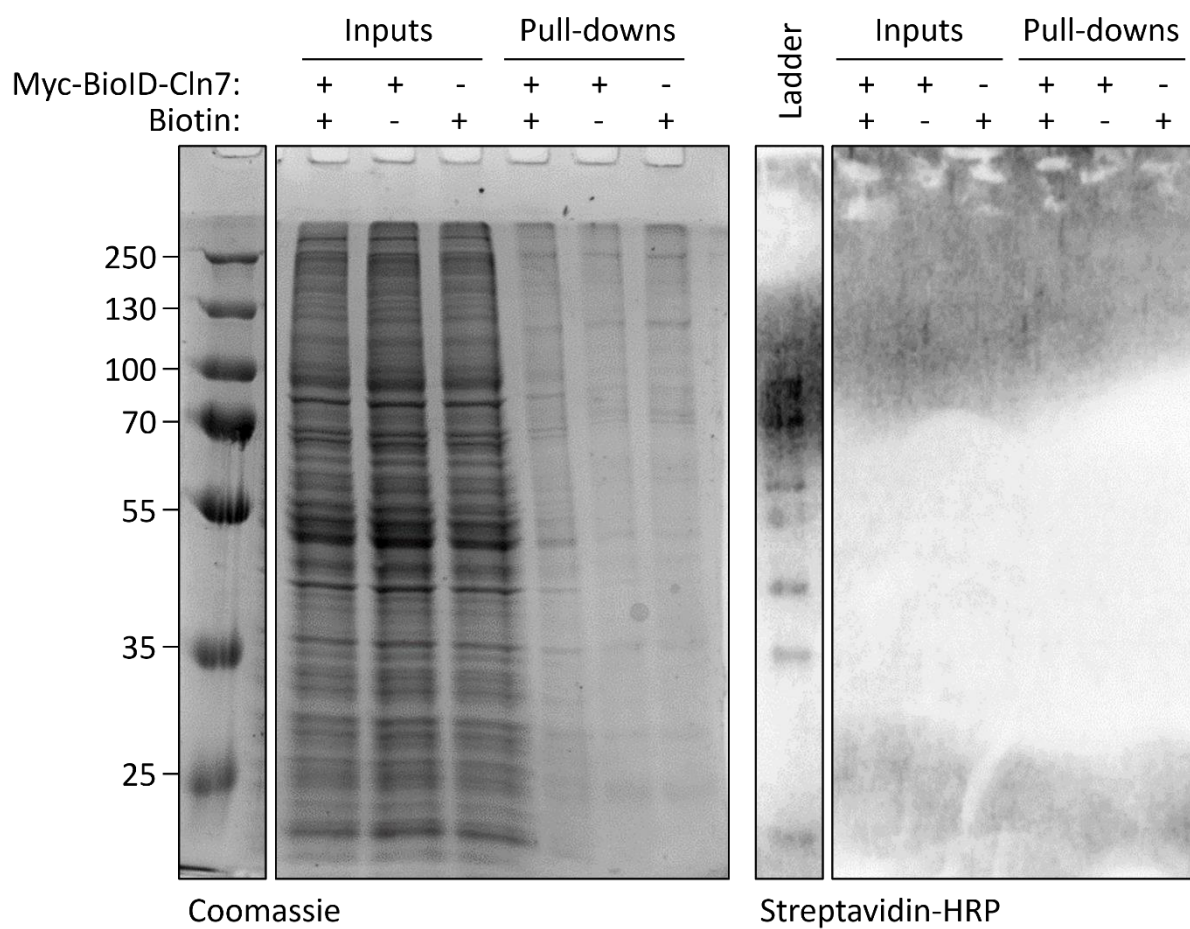 Inputs Pull-downs Ladder Inputs Pull-downs
Myc-BioID-Cln7: + + - + + - + + - + + -
Biotin: + - + + - + + - + + - +
250
130
100
70
55
35
25
Coomassie Streptavidin-HRP